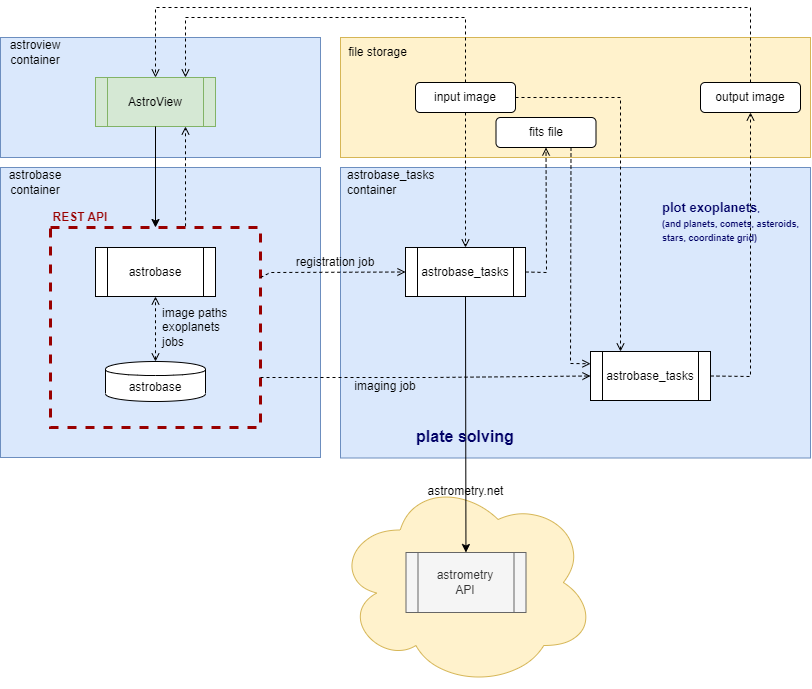 astroview
container
AstroView
file storage
input image
output image
fits file
astrobase
container
REST API
astrobase
image paths
exoplanets
jobs
astrobase
registration job
imaging job
astrobase_tasks
container
plot exoplanets,
(and planets, comets, asteroids,
stars, coordinate grid)
astrobase_tasks
astrobase_tasks
plate solving
astrometry.net
astrometry
API